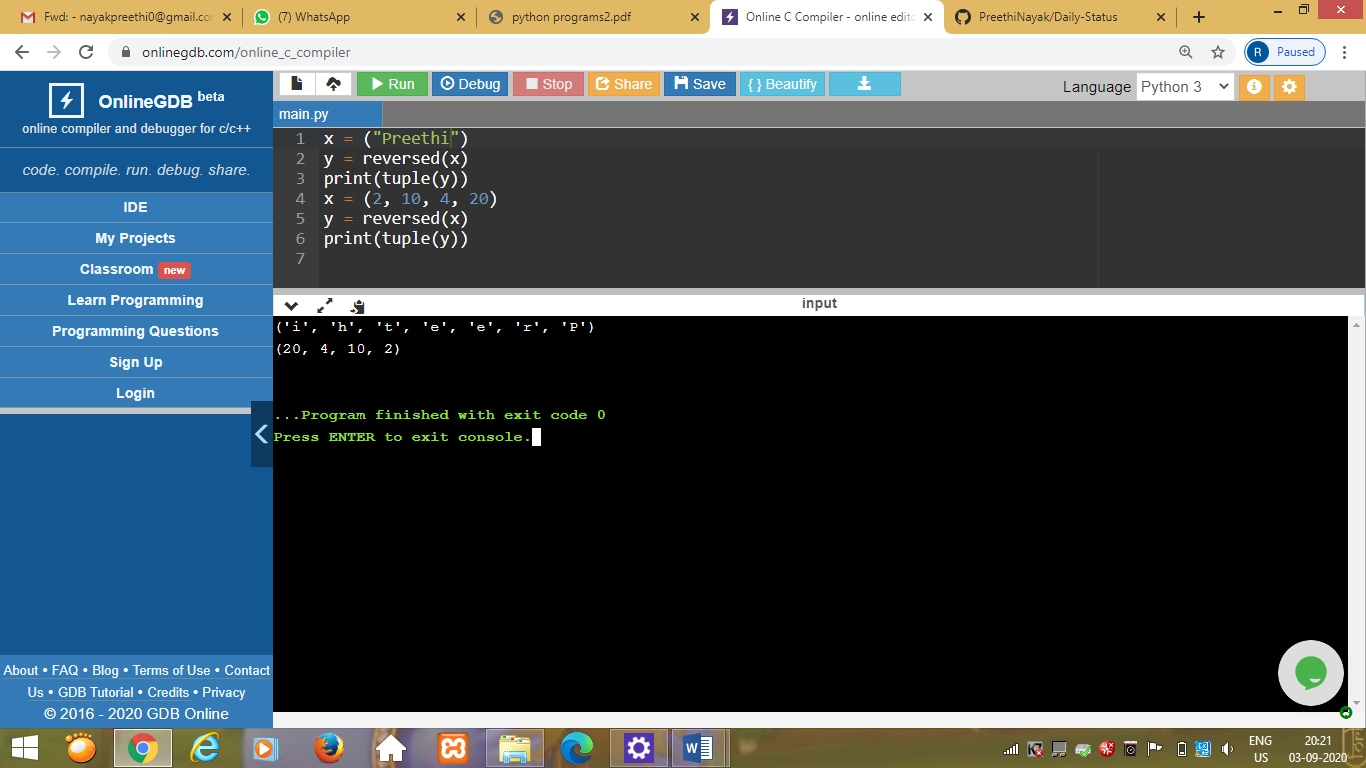 Fwd: - nayakpreethi0@gmail.co
(7) WhatsApp
python programs2.pdf
Online C Compiler - online edit
PreethiNayak/Daily-Status
onlinegdb.com/online_c_compiler
R Paused
OnlineGDB beta
online compiler and debugger for c/c++
code. compile. run. debug. share.
IDE
My Projects
Classroom new
Learn Programming
Programming Questions
Sign Up
Login
About • FAQ • Blog • Terms of Use • Contact
Us • GDB Tutorial • Credits • Privacy
© 2016 - 2020 GDB Online
Run Debug Stop Share Save { } Beautify
Language Python 3
main.py
1 x = ("Preethi")
2 y = reversed(x)
3 print(tuple(y))
4 x = (2, 10, 4, 20)
5 y = reversed(x)
6 print(tuple(y))
7
input
('i', 'h', 't', 'e', 'e', 'r', 'P')
(20, 4, 10, 2)
...Program finished with exit code 0
Press ENTER to exit console.
ENG
US
20:21
03-09-2020